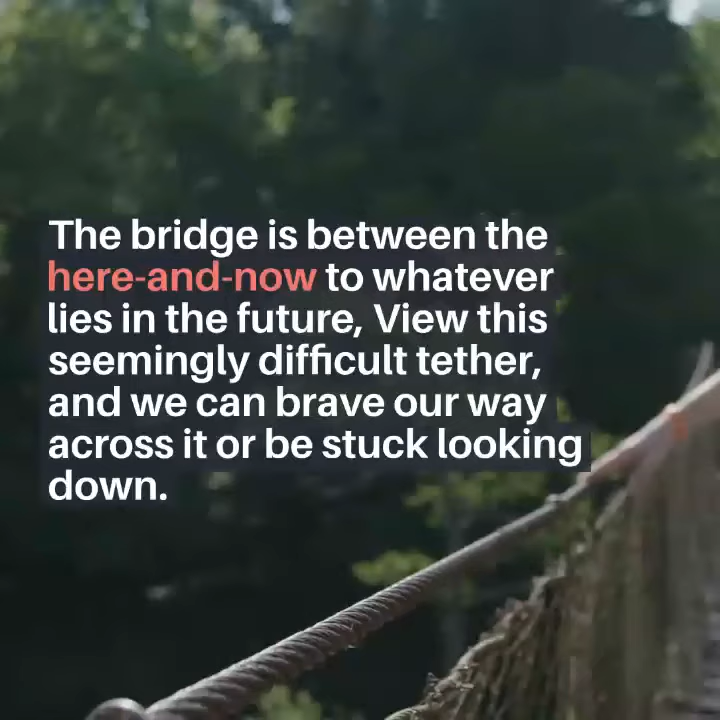 The bridge is between the
here-and-now to whatever
lies in the future, View this
seemingly difficult tether,
and we can brave our way
across it or be stuck looking
down.